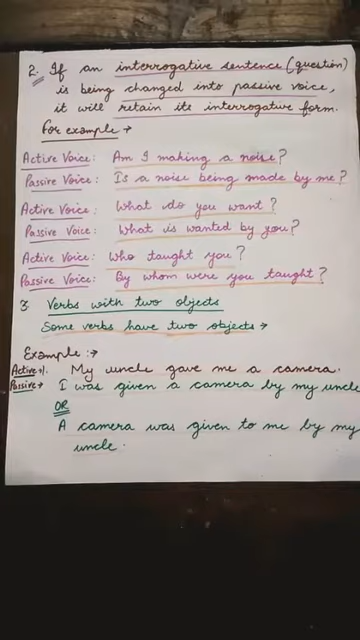 2. If an interrogative sentence (question)
is being changed into passive voice,
it will retain its interrogative form.
For example →
Active Voice: Am I making a noise?
Passive Voice: Is a noise being made by me?
Active Voice: What do you want?
Passive Voice: What is wanted by you?
Active Voice: Who taught you?
Passive Voice: By whom were you taught?
3. Verbs with two objects
Some verbs have two objects →
Example :→
Active → My uncle gave me a camera.
Passive → I was given a camera by my uncle
OR
A camera was given to me by my
uncle.